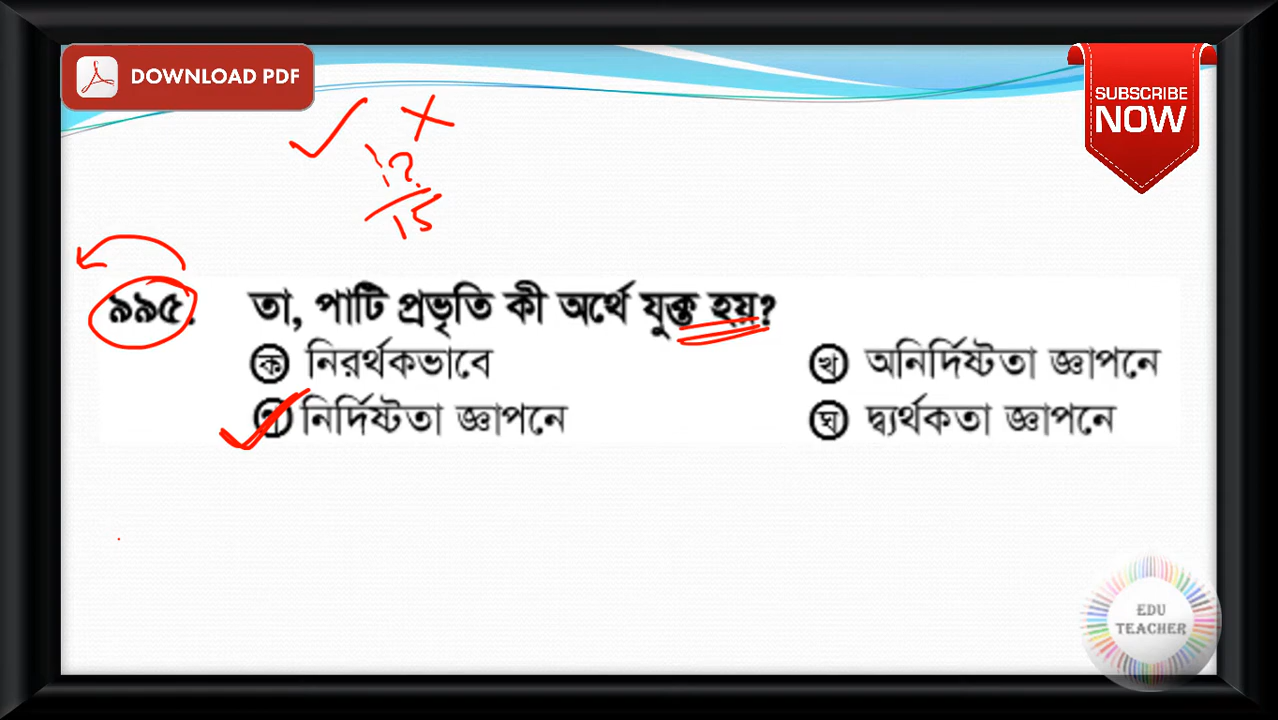 DOWNLOAD PDF
SUBSCRIBE
NOW
?
15
৯৯৫. তা, পাটি প্রভৃতি কী অর্থে যুক্ত হয়?
ক নিরর্থকভাবে খ অনির্দিষ্টতা জ্ঞাপনে
গ নির্দিষ্টতা জ্ঞাপনে ঘ দ্ব্যর্থকতা জ্ঞাপনে
EDU
TEACHER